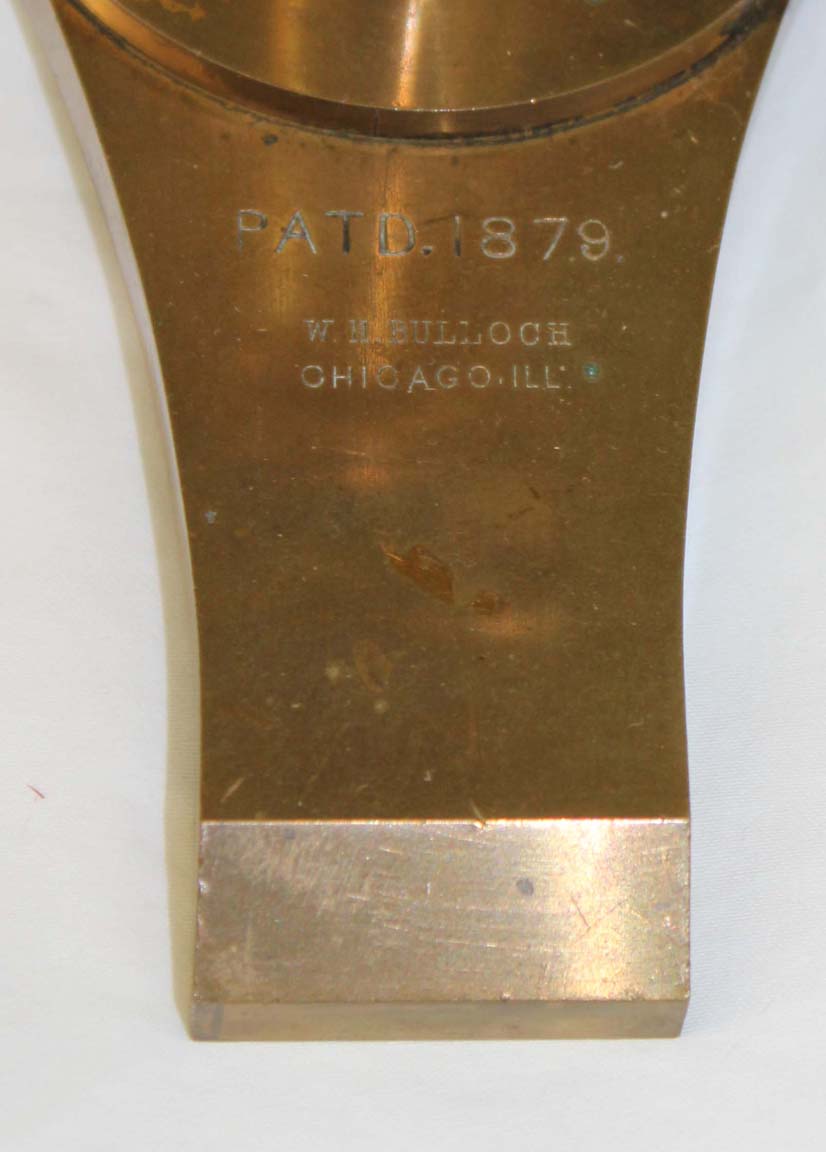 PATD. 1879.
W. H. BULLOCH
CHICAGO. ILL.